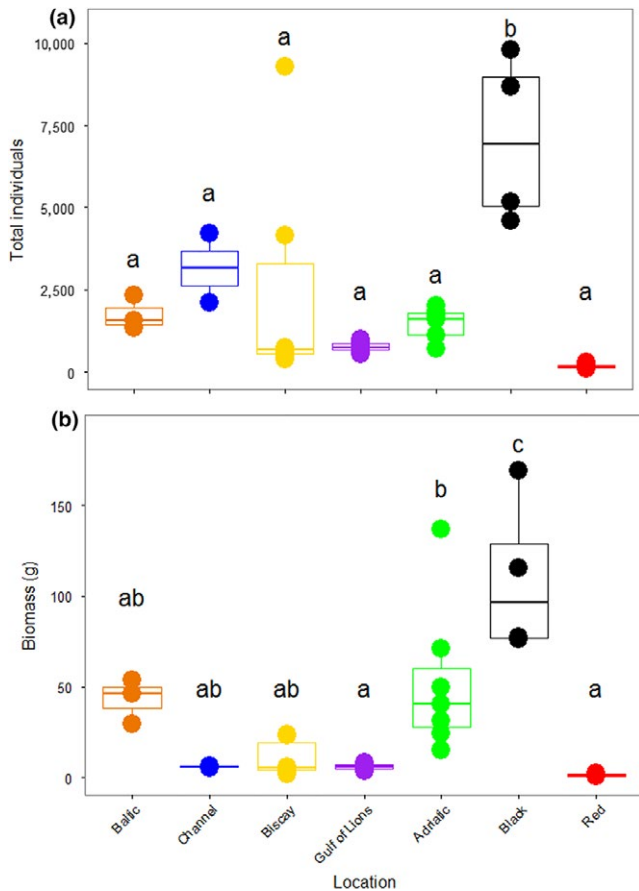 (a)
a
b
10,000
7,500
a
5,000
a
a
a
a
2,500
0
Total individuals
(b)
c
b
150
ab
100
ab
ab
a
a
50
0
Biomass (g)
Baltic
Channel
Biscay
Gulf of Lions
Adriatic
Black
Red
Location